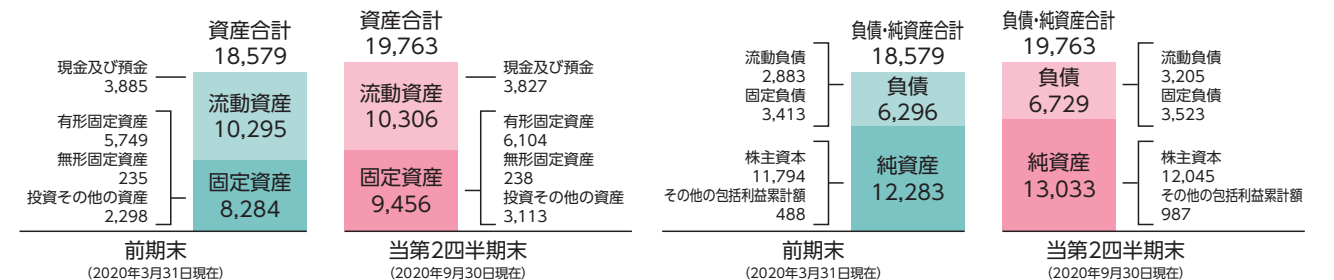 資産合計
18,579
現金及び預金
3,885
流動資産
10,295
有形固定資産
5,749
無形固定資産
235
投資その他の資産
2,298
固定資産
8,284
前期末
(2020年3月31日現在)
資産合計
19,763
流動資産
10,306
現金及び預金
3,827
固定資産
9,456
有形固定資産
6,104
無形固定資産
238
投資その他の資産
3,113
当第2四半期末
(2020年9月30日現在)
負債・純資産合計
18,579
流動負債
2,883
固定負債
3,413
負債
6,296
株主資本
11,794
その他の包括利益累計額
488
純資産
12,283
前期末
(2020年3月31日現在)
負債・純資産合計
19,763
負債
6,729
流動負債
3,205
固定負債
3,523
純資産
13,033
株主資本
12,045
その他の包括利益累計額
987
当第2四半期末
(2020年9月30日現在)